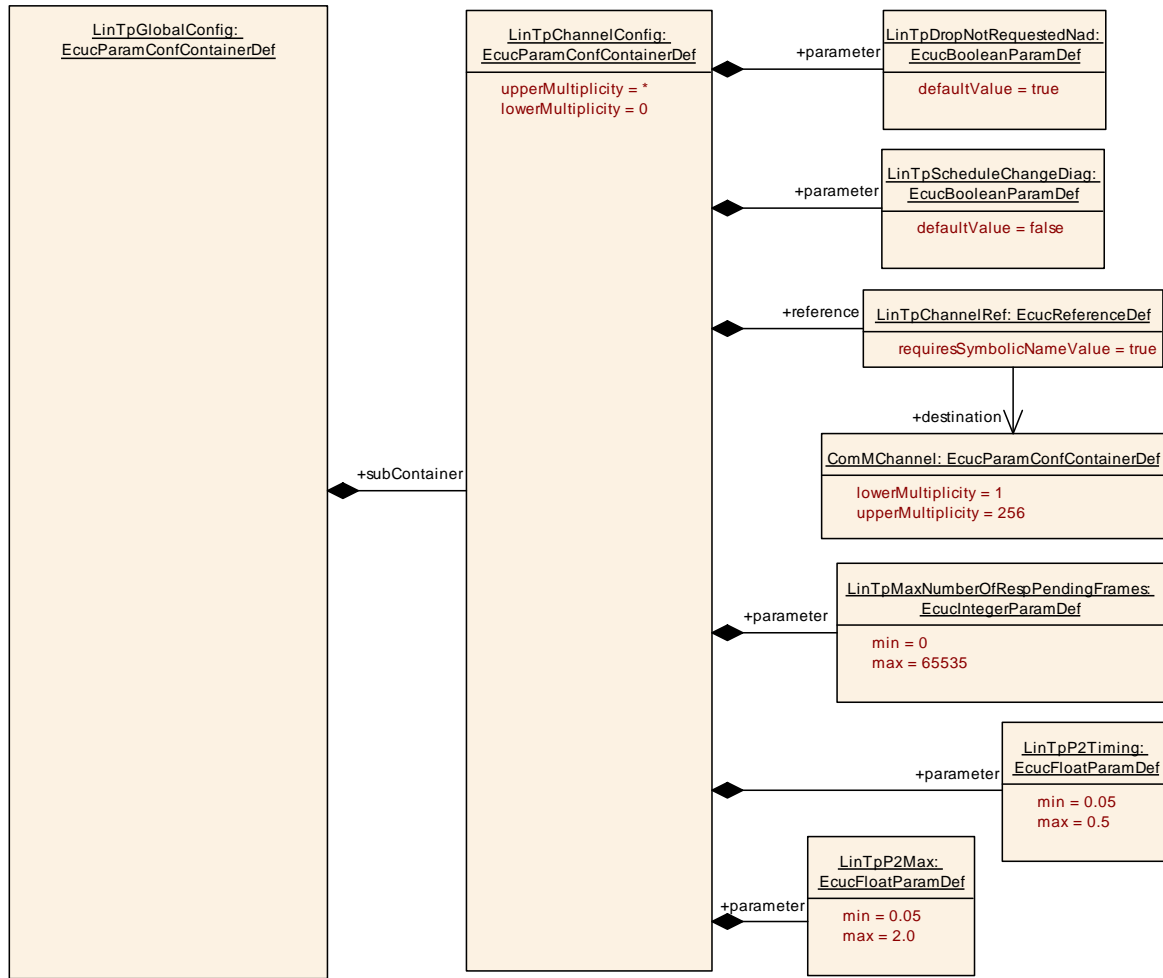 LinTpGlobalConfig:
EcucParamConfContainerDef
LinTpChannelConfig:
EcucParamConfContainerDef
upperMultiplicity = *
lowerMultiplicity = 0
+parameter
LinTpDropNotRequestedNad:
EcucBooleanParamDef
defaultValue = true
+parameter
LinTpScheduleChangeDiag:
EcucBooleanParamDef
defaultValue = false
+reference
LinTpChannelRef: EcucReferenceDef
requiresSymbolicNameValue = true
+destination
ComMChannel: EcucParamConfContainerDef
lowerMultiplicity = 1
upperMultiplicity = 256
+subContainer
+parameter
LinTpMaxNumberOfRespPendingFrames:
EcucIntegerParamDef
min = 0
max = 65535
+parameter
LinTpP2Timing:
EcucFloatParamDef
min = 0.05
max = 0.5
+parameter
LinTpP2Max:
EcucFloatParamDef
min = 0.05
max = 2.0